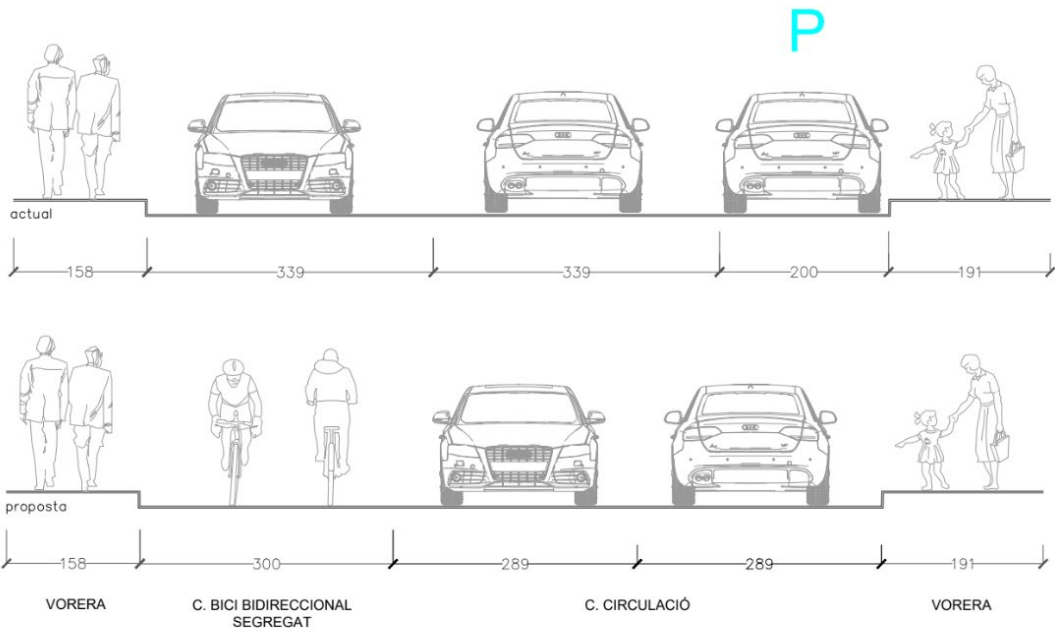 P
actual
158 339 339 200 191
proposta
158 300 289 289 191
VORERA C. BICI BIDIRECCIONAL SEGREGAT C. CIRCULACIÓ VORERA